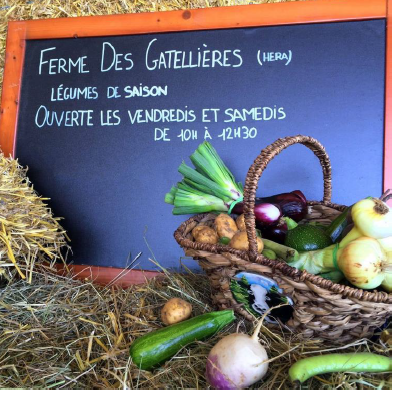 FERME DES GATELLIÈRES (HERA)
LÉGUMES DE SAISON
OUVERTE LES VENDREDIS ET SAMEDIS
DE 10H À 12H30